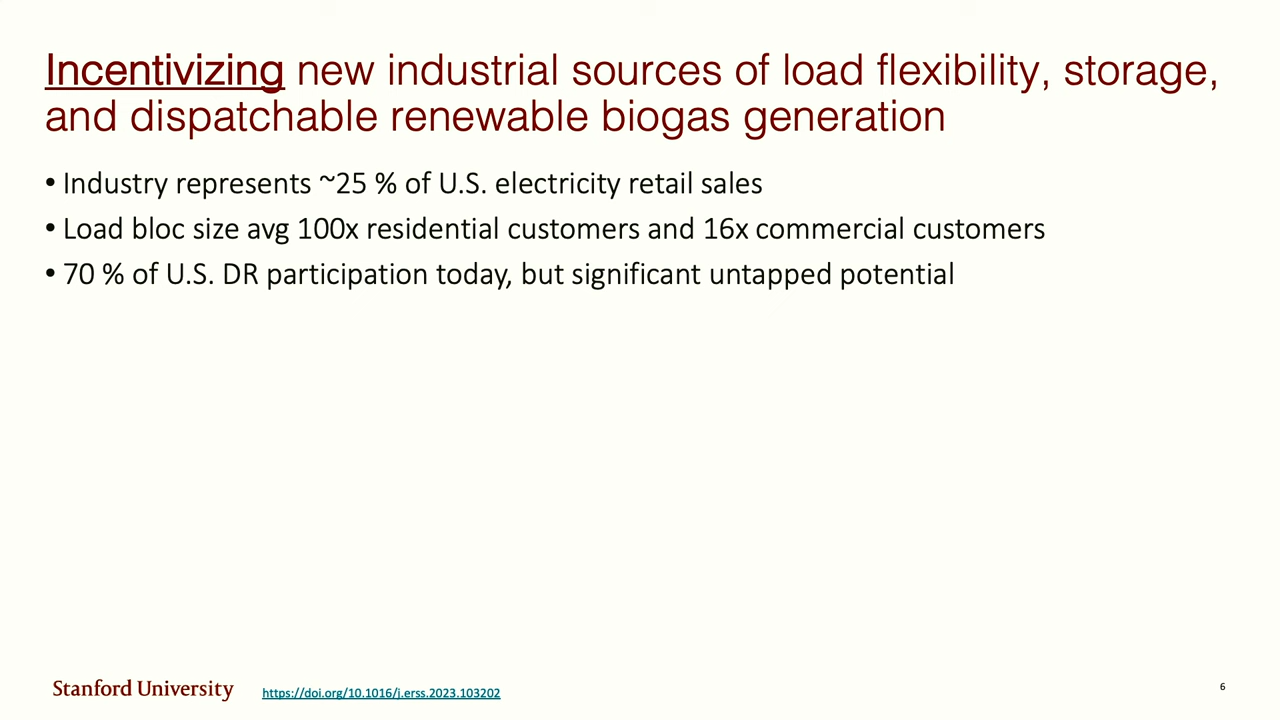 Incentivizing new industrial sources of load flexibility, storage,
and dispatchable renewable biogas generation
• Industry represents ~25 % of U.S. electricity retail sales
• Load bloc size avg 100x residential customers and 16x commercial customers
• 70 % of U.S. DR participation today, but significant untapped potential
Stanford University
https://doi.org/10.1016/j.erss.2023.103202
6